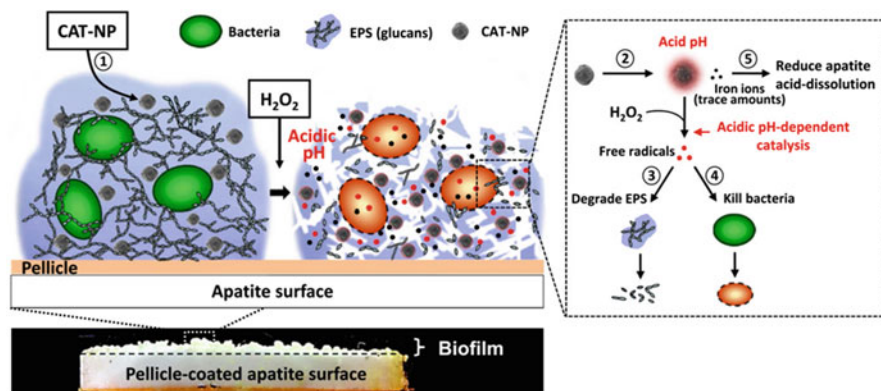 CAT-NP
①
Bacteria
EPS (glucans)
CAT-NP
H₂O₂
Acidic
pH
Pellicle
Apatite surface
Biofilm
Pellicle-coated apatite surface
Acid pH
②
⑤
Reduce apatite
acid-dissolution
Iron ions
(trace amounts)
H₂O₂
Acidic pH-dependent
catalysis
Free radicals
③
④
Degrade EPS
Kill bacteria